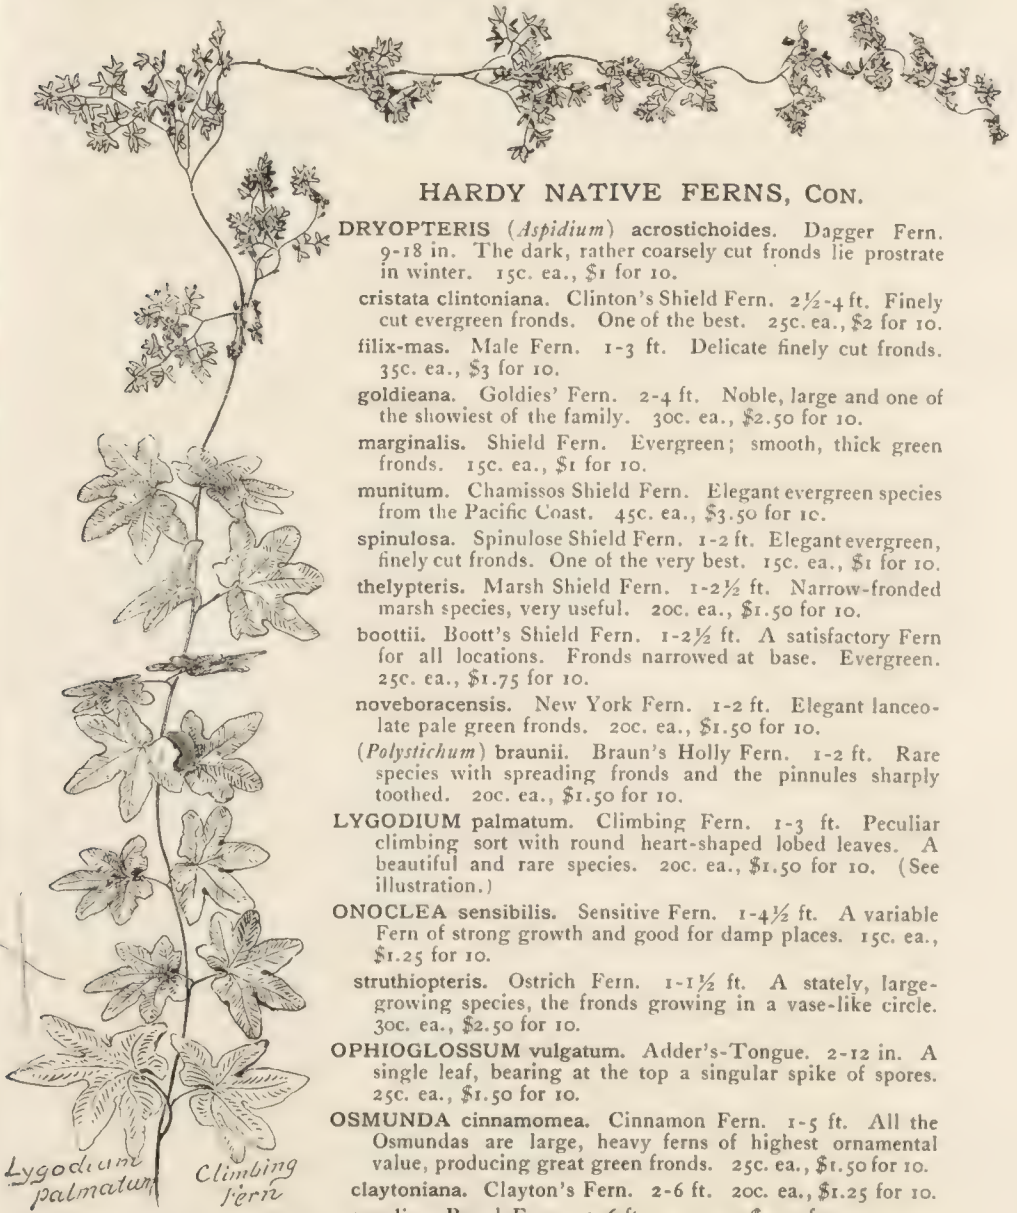 HARDY NATIVE FERNS, CON.
DRYOPTERIS (Aspidium) acrostichoides. Dagger Fern.
9-18 in. The dark, rather coarsely cut fronds lie prostrate
in winter. 15c. ea., $1 for 10.
cristata clintoniana. Clinton's Shield Fern. 2½-4 ft. Finely
cut evergreen fronds. One of the best. 25c. ea., $2 for 10.
filix-mas. Male Fern. 1-3 ft. Delicate finely cut fronds.
35c. ea., $3 for 10.
goldieana. Goldies' Fern. 2-4 ft. Noble, large and one of
the showiest of the family. 30c. ea., $2.50 for 10.
marginalis. Shield Fern. Evergreen; smooth, thick green
fronds. 15c. ea., $1 for 10.
munitum. Chamissos Shield Fern. Elegant evergreen species
from the Pacific Coast. 45c. ea., $3.50 for 1c.
spinulosa. Spinulose Shield Fern. 1-2 ft. Elegant evergreen,
finely cut fronds. One of the very best. 15c. ea., $1 for 10.
thelypteris. Marsh Shield Fern. 1-2½ ft. Narrow-fronded
marsh species, very useful. 20c. ea., $1.50 for 10.
boottii. Boott's Shield Fern. 1-2½ ft. A satisfactory Fern
for all locations. Fronds narrowed at base. Evergreen.
25c. ea., $1.75 for 10.
noveboracensis. New York Fern. 1-2 ft. Elegant lanceo-
late pale green fronds. 20c. ea., $1.50 for 10.
(Polystichum) braunii. Braun's Holly Fern. 1-2 ft. Rare
species with spreading fronds and the pinnules sharply
toothed. 20c. ea., $1.50 for 10.
LYGODIUM palmatum. Climbing Fern. 1-3 ft. Peculiar
climbing sort with round heart-shaped lobed leaves. A
beautiful and rare species. 20c. ea., $1.50 for 10. (See
illustration.)
ONOCLEA sensibilis. Sensitive Fern. 1-4½ ft. A variable
Fern of strong growth and good for damp places. 15c. ea.,
$1.25 for 10.
struthiopteris. Ostrich Fern. 1-1½ ft. A stately, large-
growing species, the fronds growing in a vase-like circle.
30c. ea., $2.50 for 10.
OPHIOGLOSSUM vulgatum. Adder's-Tongue. 2-12 in. A
single leaf, bearing at the top a singular spike of spores.
25c. ea., $1.50 for 10.
OSMUNDA cinnamomea. Cinnamon Fern. 1-5 ft. All the
Osmundas are large, heavy ferns of highest ornamental
value, producing great green fronds. 25c. ea., $1.50 for 10.
claytoniana. Clayton's Fern. 2-6 ft. 20c. ea., $1.25 for 10.
Lygodium
palmatum
Climbing
Fern